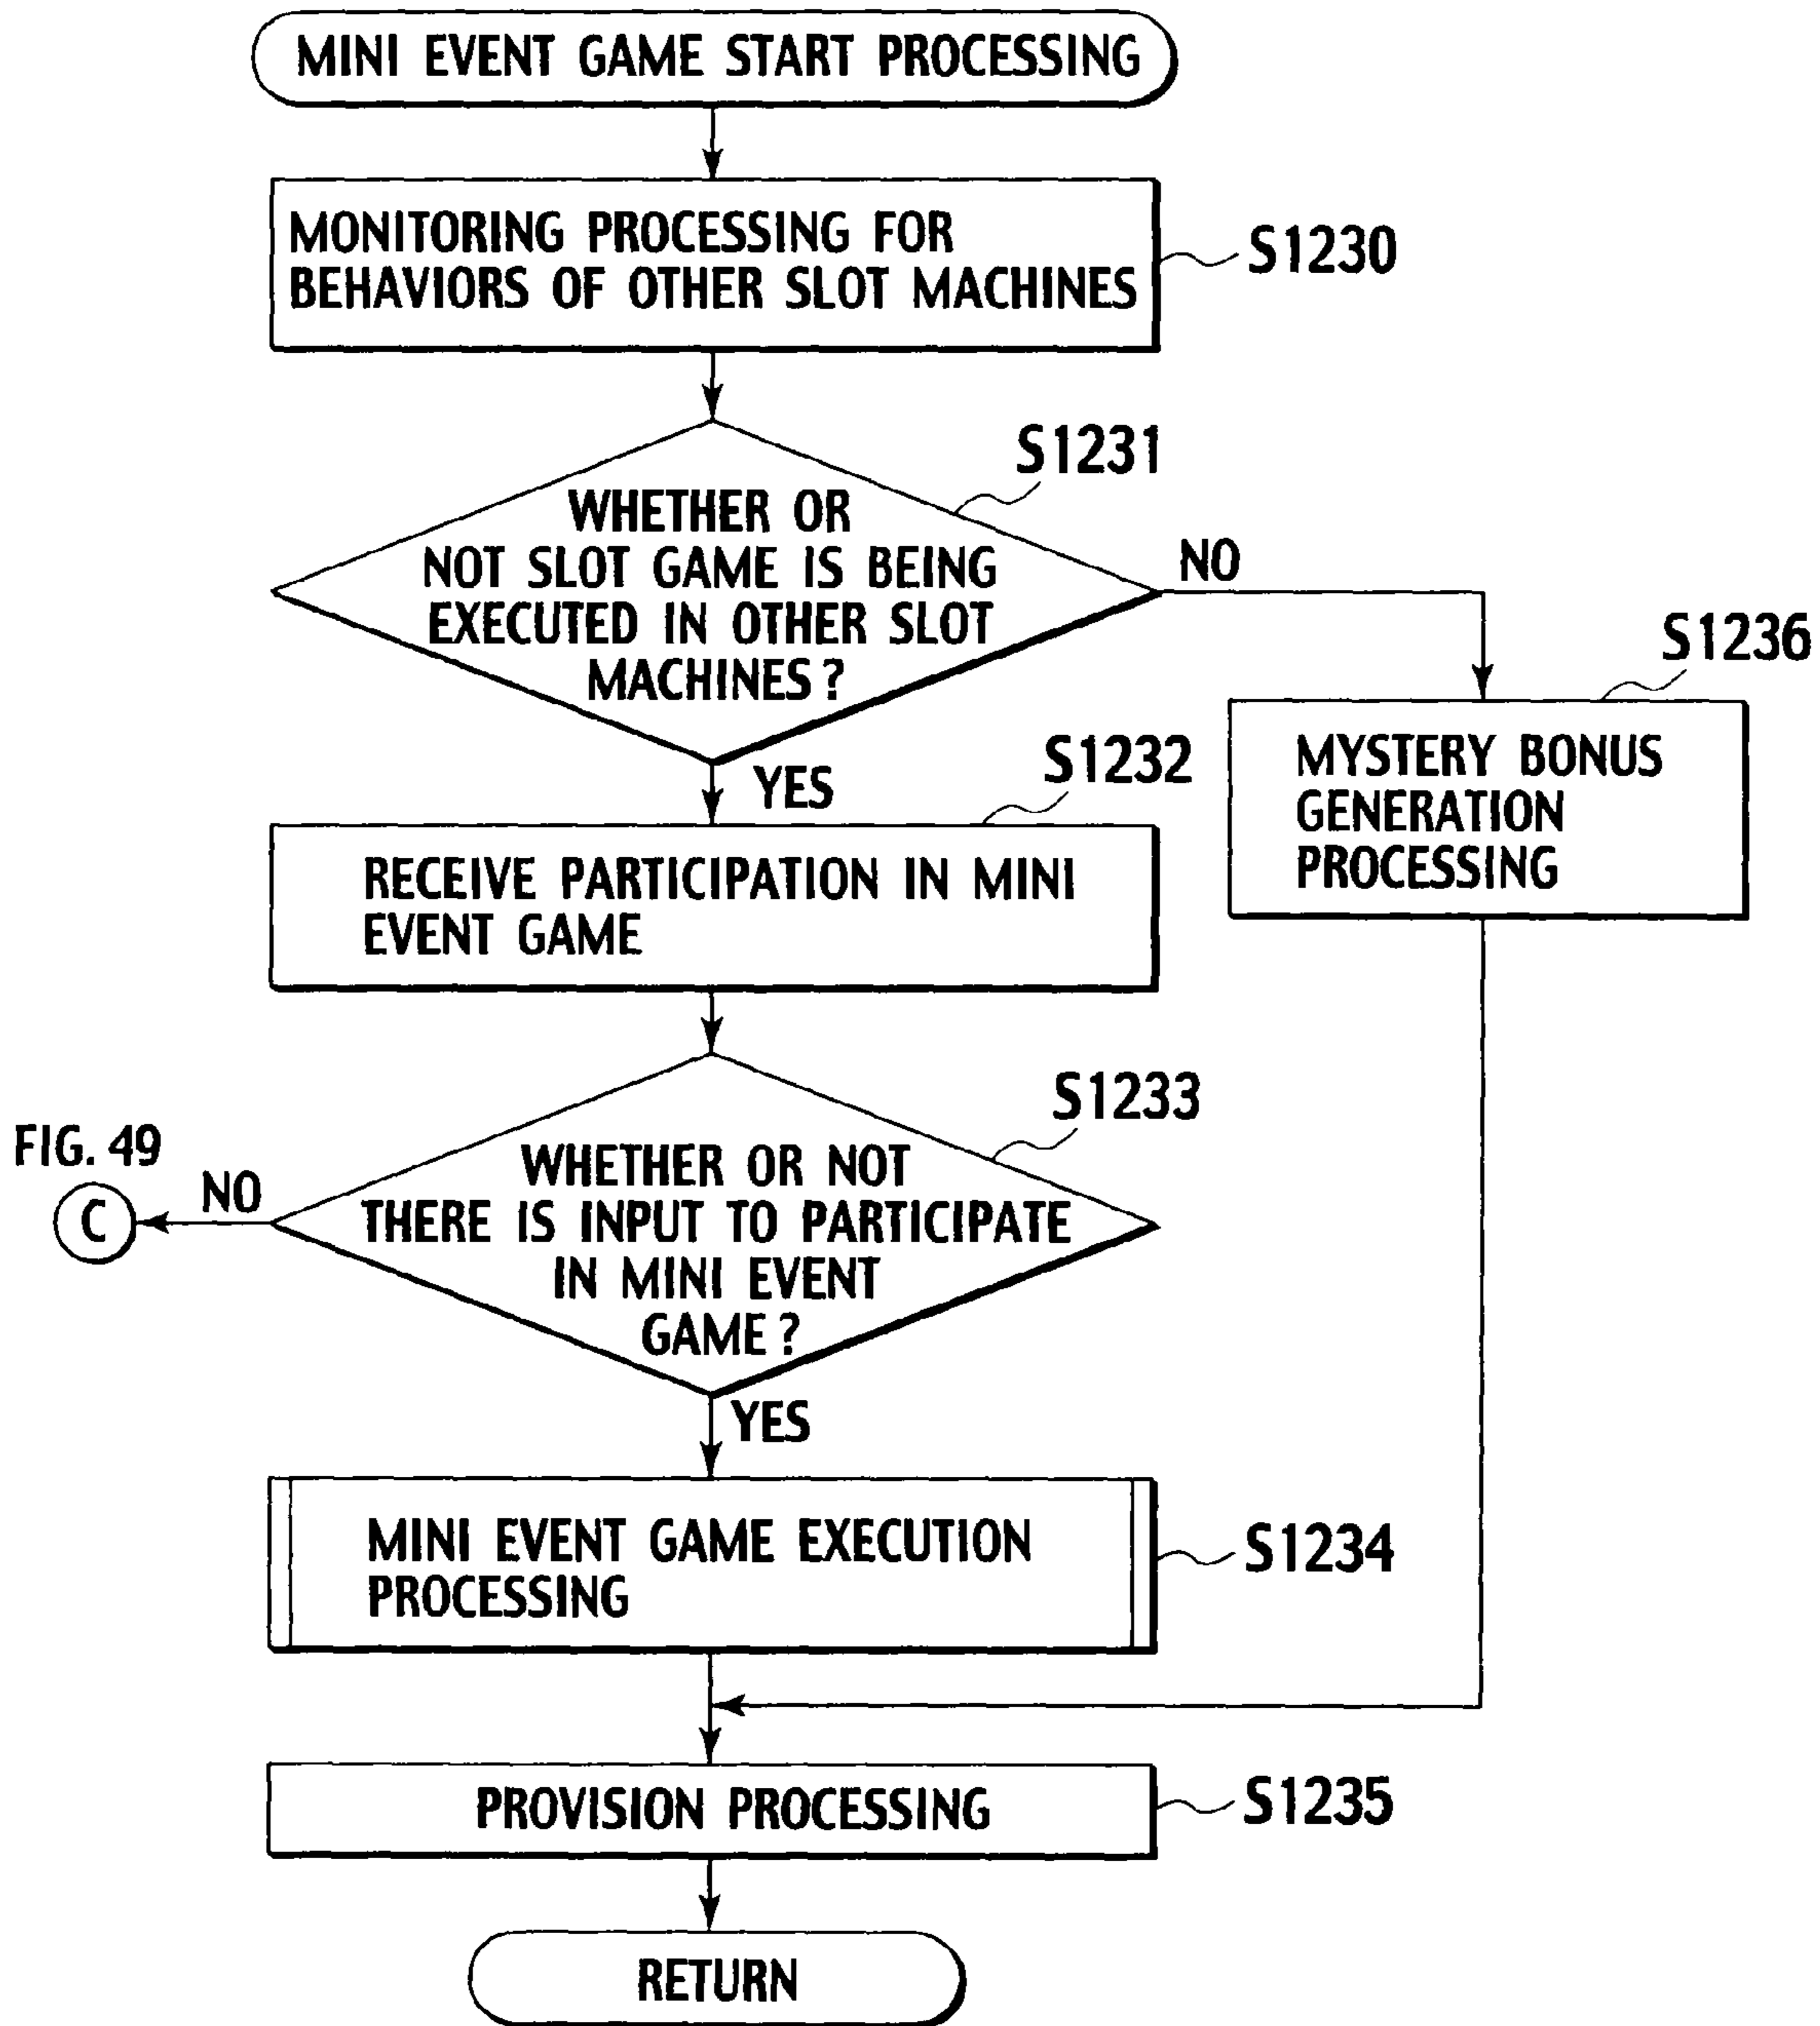 MINI EVENT GAME START PROCESSING
MONITORING PROCESSING FOR
BEHAVIORS OF OTHER SLOT MACHINES
S1230
S1231
WHETHER OR
NOT SLOT GAME IS BEING
EXECUTED IN OTHER SLOT
MACHINES?
NO
YES
S1236
MYSTERY BONUS
GENERATION
PROCESSING
S1232
RECEIVE PARTICIPATION IN MINI
EVENT GAME
S1233
WHETHER OR NOT
THERE IS INPUT TO PARTICIPATE
IN MINI EVENT
GAME?
FIG. 49
C
NO
YES
MINI EVENT GAME EXECUTION
PROCESSING
S1234
PROVISION PROCESSING
S1235
RETURN